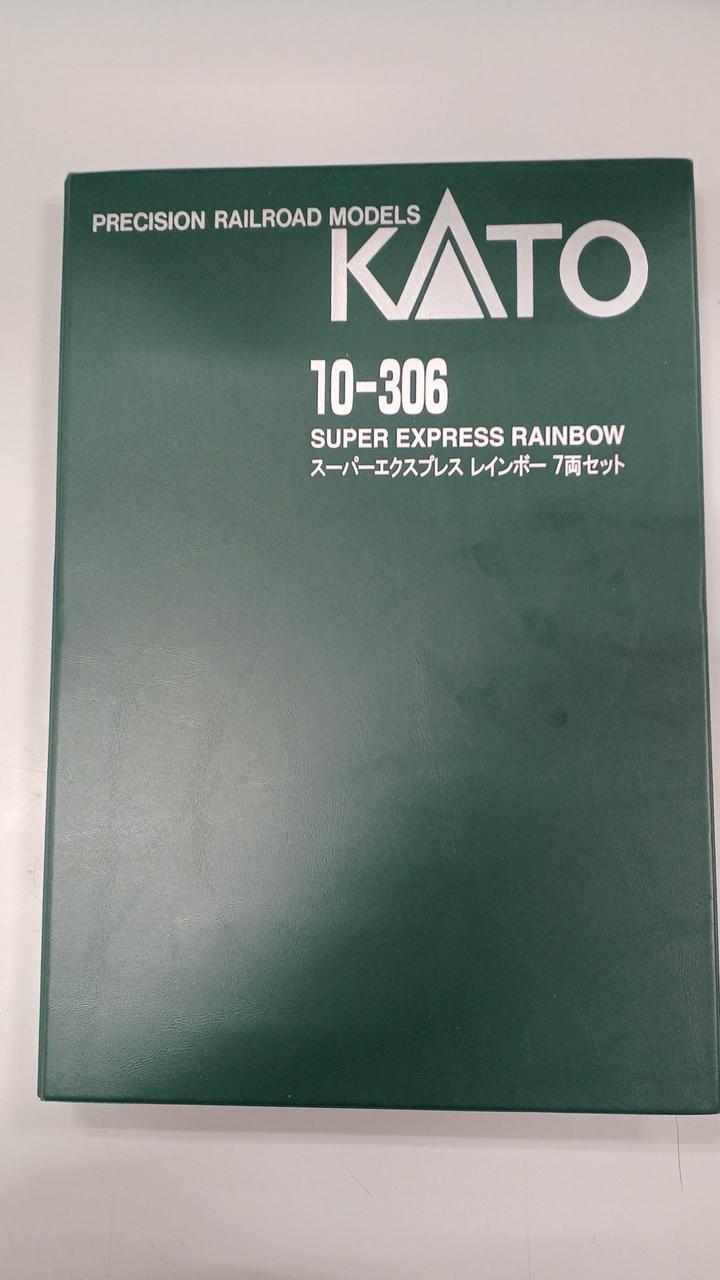 PRECISION RAILROAD MODELS
KATO
10-306
SUPER EXPRESS RAINBOW
スーパーエクスプレス レインボー 7両セット